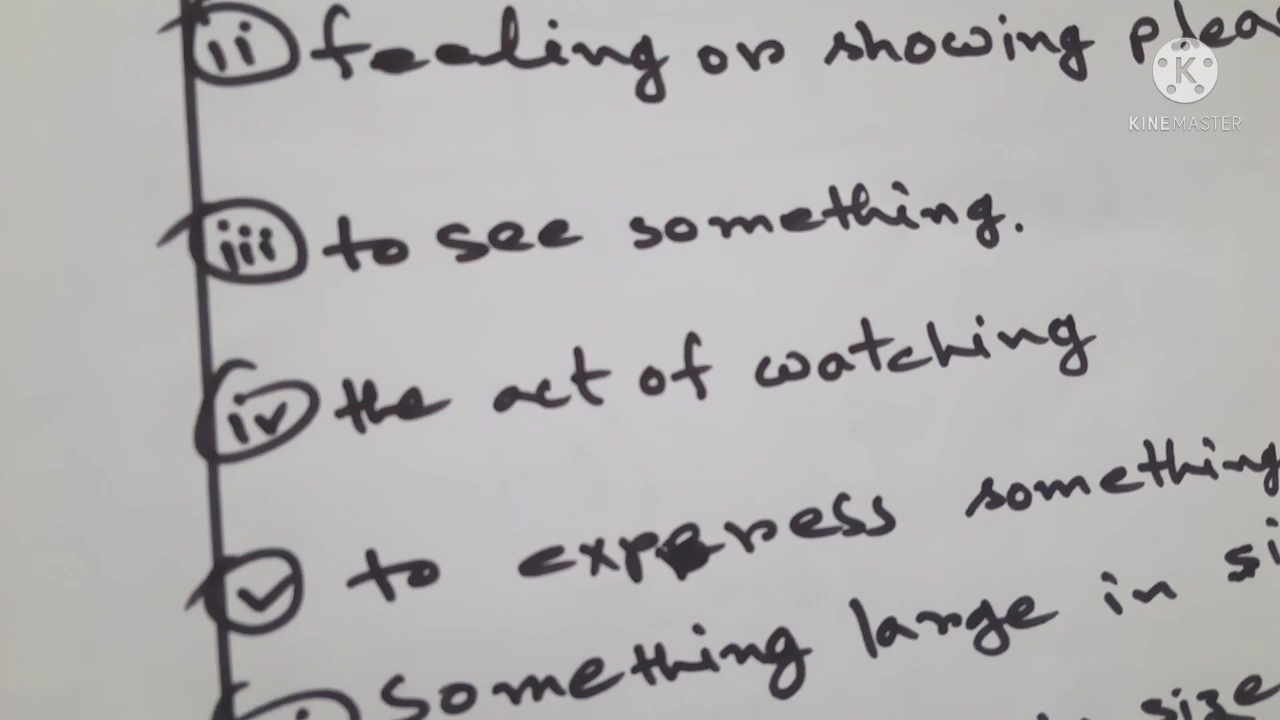 ii feeling or showing plea
KINEMASTER
iii to see something.
iv the act of watching
v to express something
Something large in si
size